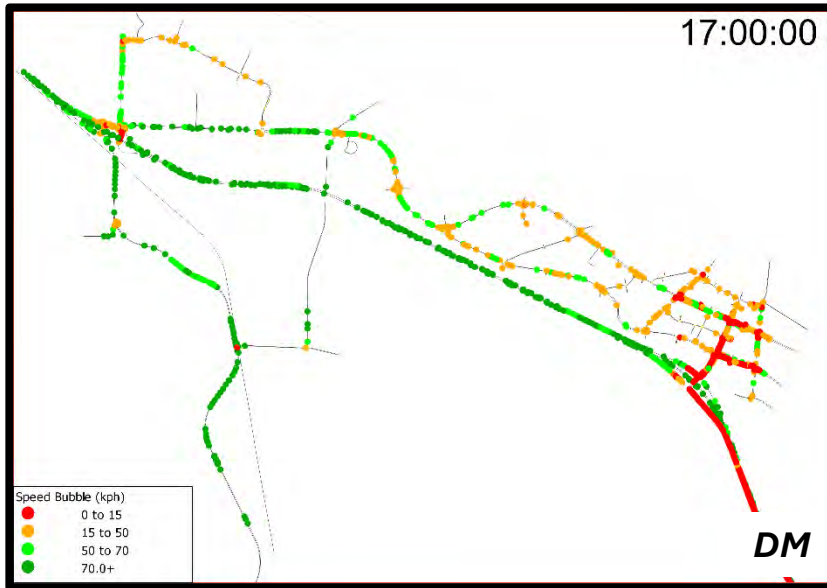 17:00:00
Speed Bubble (kph)
0 to 15
15 to 50
50 to 70
70.0+
DM